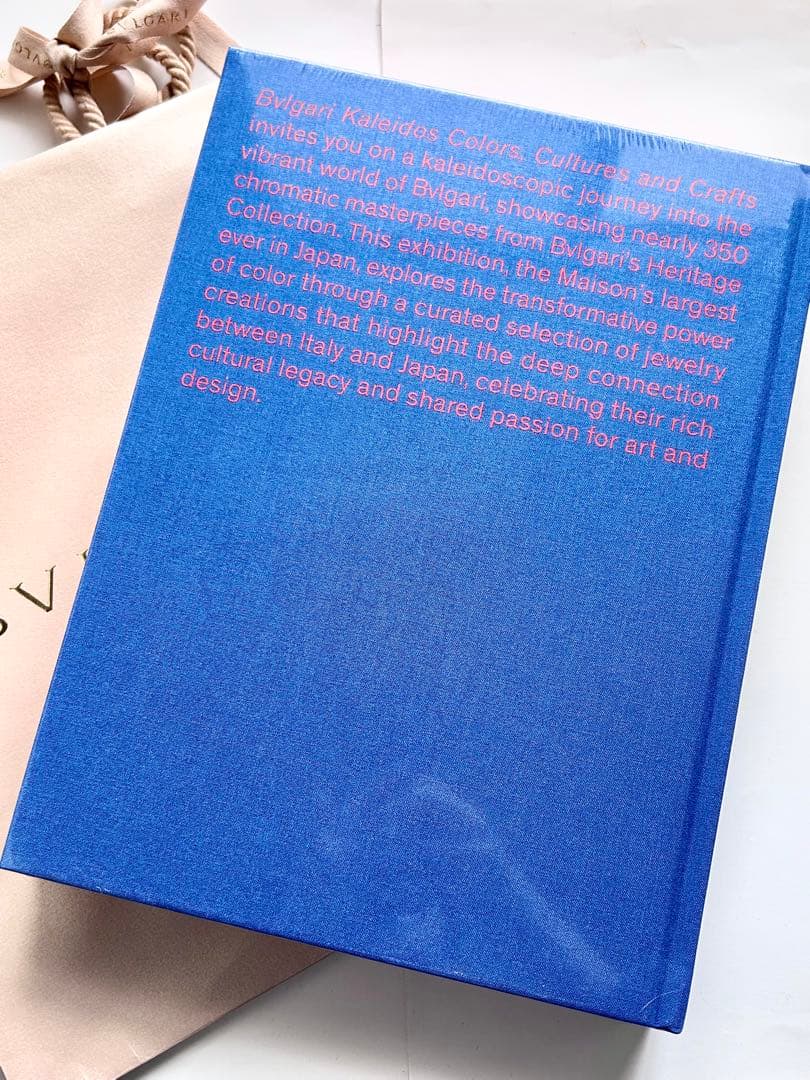 BVLGARI
Bvlgari Kaleidos Colors, Cultures and Crafts
invites you on a kaleidoscopic journey into the
vibrant world of Bvlgari, showcasing nearly 350
chromatic masterpieces from Bvlgari's Heritage
Collection. This exhibition, the Maison's largest
ever in Japan, explores the transformative power
of color through a curated selection of jewelry
creations that highlight the deep connection
between Italy and Japan, celebrating their rich
cultural legacy and shared passion for art and
design.